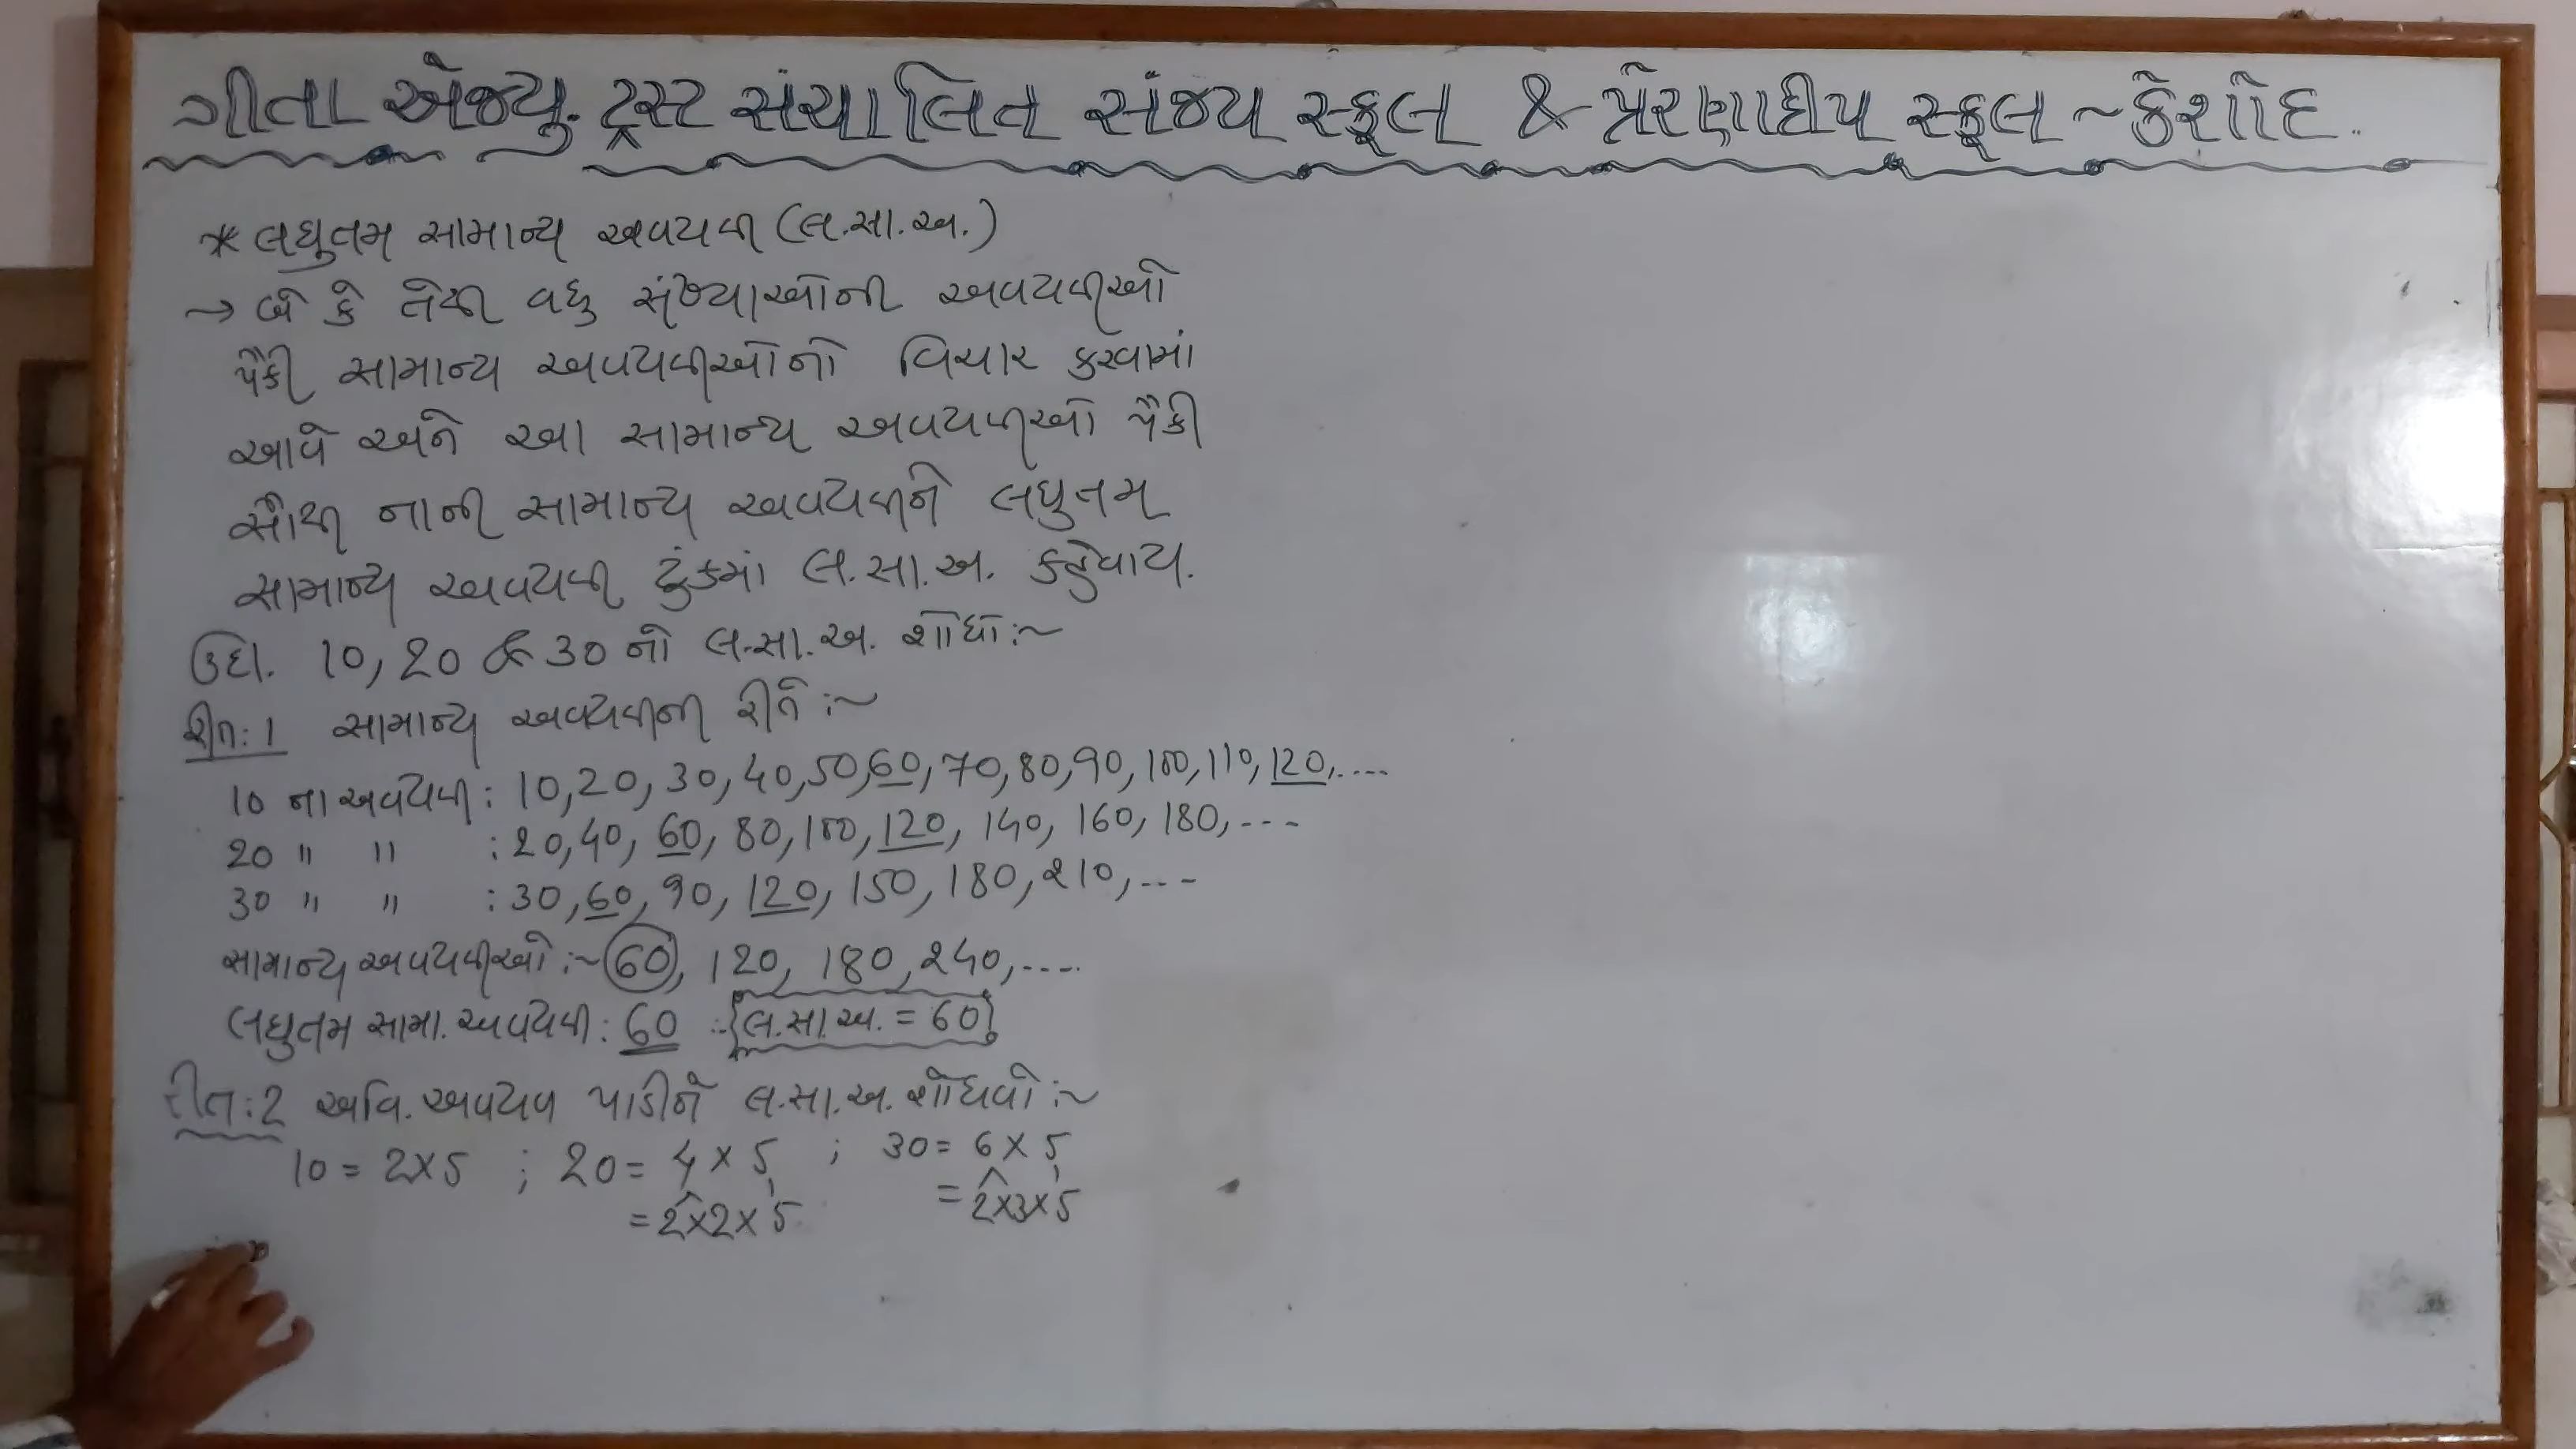 ગીતા એજ્યુ. ટ્રસ્ટ સંચાલિત સંજય સ્કૂલ & પ્રેરણાદીપ સ્કૂલ ~ કેશોદ.
* લઘુતમ સામાન્ય અવયવી (લ.સા.અ.)
→ બે કે તેથી વધુ સંખ્યાઓની અવયવીઓ
પૈકી સામાન્ય અવયવીઓનો વિચાર કરવામાં
આવે અને આ સામાન્ય અવયવીઓ પૈકી
સૌથી નાની સામાન્ય અવયવીને લઘુતમ
સામાન્ય અવયવી ટુંકમાં લ.સા.અ. કહેવાય.
ઉદા. 10, 20 & 30 નો લ.સા.અ. શોધો :~
રીત: 1 સામાન્ય અવયવીની રીતે :~
10 ના અવયવી : 10, 20, 30, 40, 50, 60, 70, 80, 90, 100, 110, 120, ....
20 " " : 20, 40, 60, 80, 100, 120, 140, 160, 180, ---
30 " " : 30, 60, 90, 120, 150, 180, 210, ---
સામાન્ય અવયવીઓ :~ 60, 120, 180, 240, ....
લઘુતમ સામા. અવયવી : 60 ∴ લ.સા.અ. = 60
રીત: 2 અવિ. અવયવ પાડીને લ.સા.અ. શોધવો :~
10 = 2×5 ; 20 = 4 × 5 ; 30 = 6 × 5
= 2×2×5 = 2×3×5